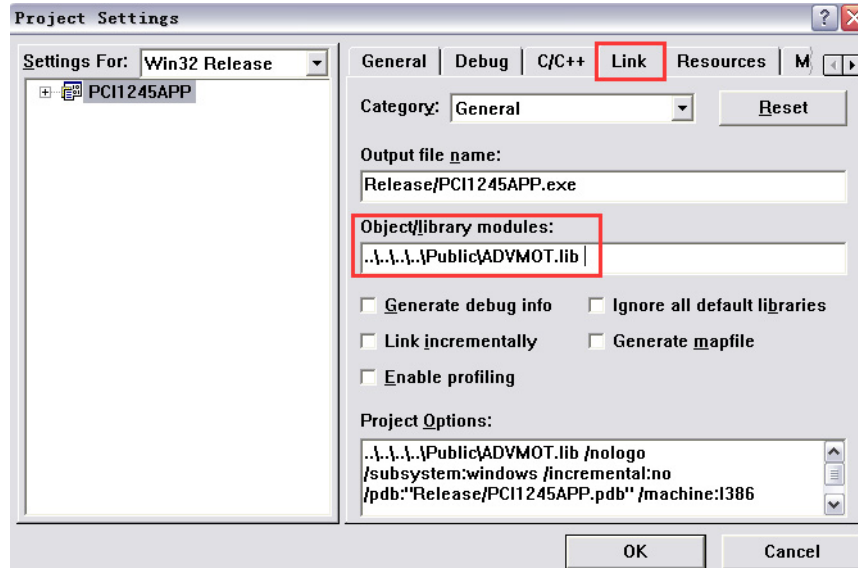 Project Settings
Settings For: Win32 Release
PCI1245APP
General Debug C/C++ Link Resources M
Category: General Reset
Output file name:
Release/PCI1245APP.exe
Object/library modules:
..\..\..\..\Public\ADVMOT.lib
Generate debug info Ignore all default libraries
Link incrementally Generate mapfile
Enable profiling
Project Options:
..\..\..\..\Public\ADVMOT.lib /nologo
/subsystem:windows /incremental:no
/pdb:"Release/PCI1245APP.pdb" /machine:I386
OK Cancel